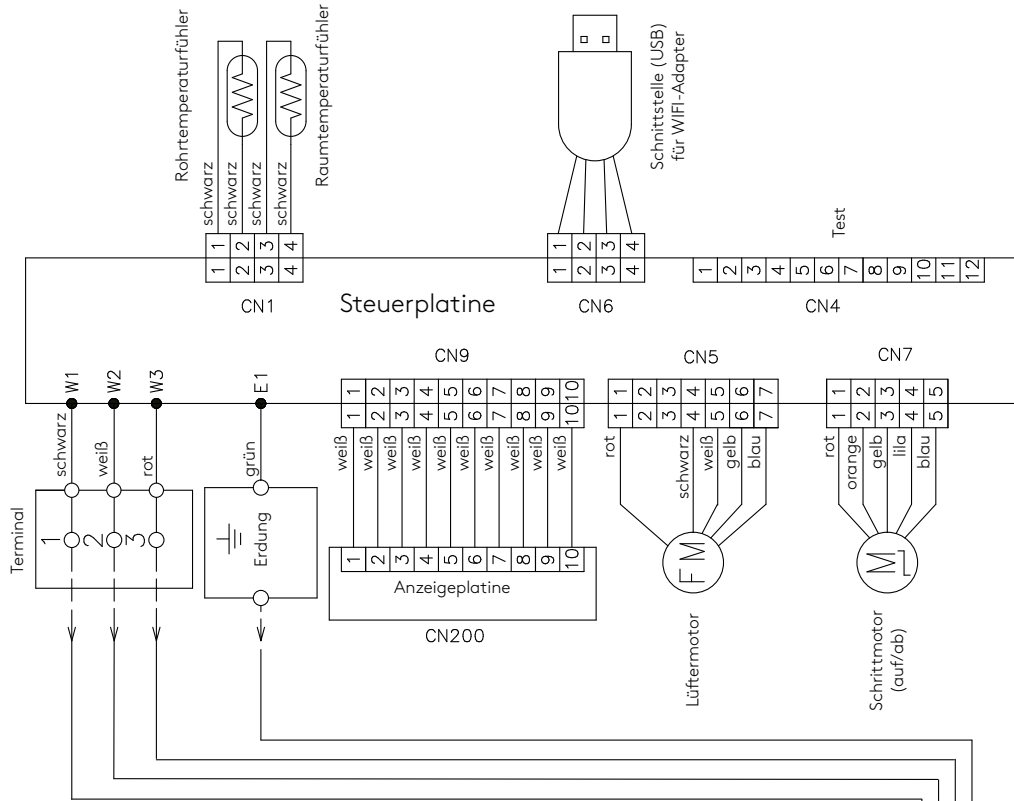 Rohrtemperaturfühler
Raumtemperaturfühler
schwarz
schwarz
schwarz
schwarz
1 2 3 4
1 2 3 4
CN1
Schnittstelle (USB)
für WIFI-Adapter
1 2 3 4
1 2 3 4
CN6
Test
1 2 3 4 5 6 7 8 9 10 11 12
CN4
Steuerplatine
W1
W2
W3
E1
schwarz
weiß
rot
grün
Terminal
1 2 3
Erdung
CN9
1 2 3 4 5 6 7 8 9 10
1 2 3 4 5 6 7 8 9 10
weiß
weiß
weiß
weiß
weiß
weiß
weiß
weiß
weiß
weiß
1 2 3 4 5 6 7 8 9 10
Anzeigeplatine
CN200
CN5
1 2 3 4 5 6 7
1 2 3 4 5 6 7
rot
schwarz
weiß
gelb
blau
FM
Lüftermotor
CN7
1 2 3 4 5
1 2 3 4 5
rot
orange
gelb
lila
blau
M
Schrittmotor
(auf/ab)